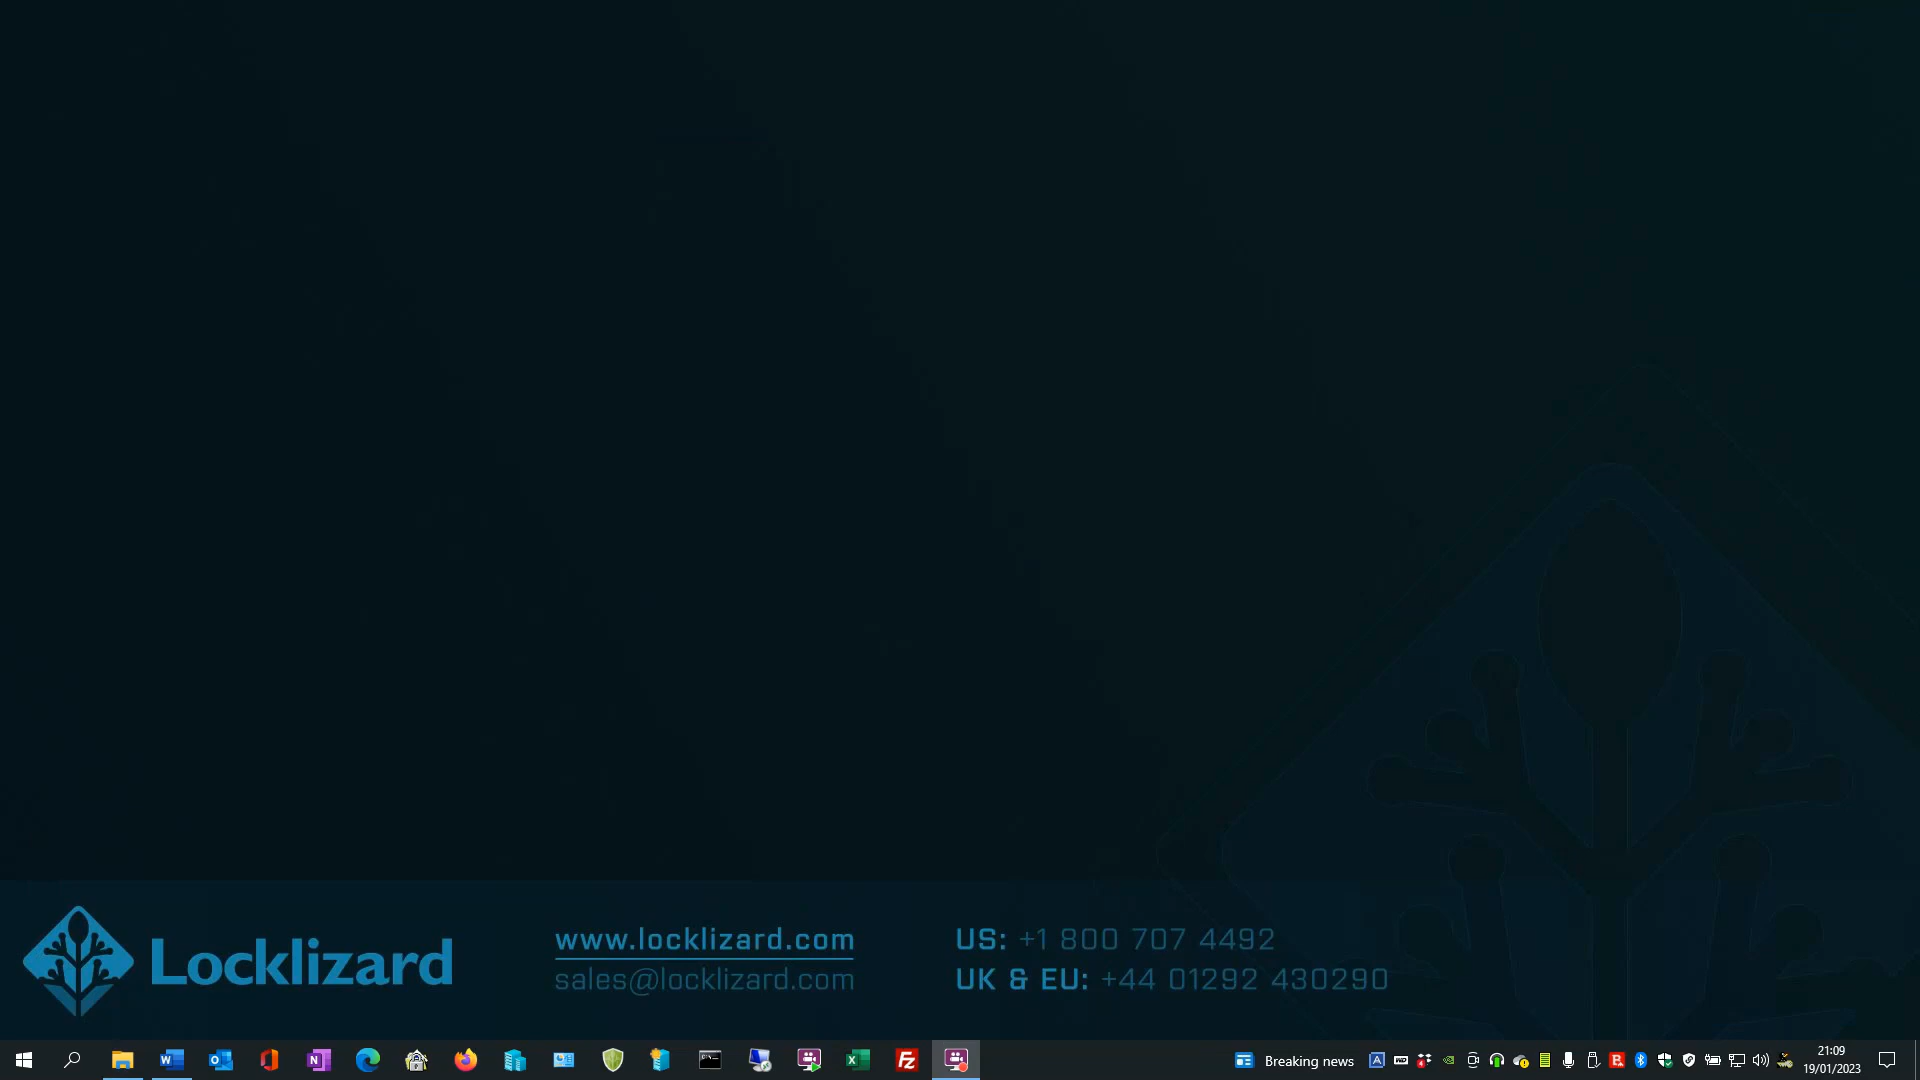 Locklizard
www.locklizard.com
sales@locklizard.com
US: +1 800 707 4492
UK & EU: +44 01292 430290
Breaking news
21:09
19/01/2023